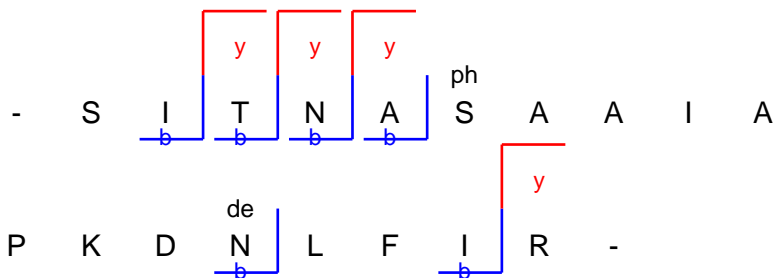 y y y
ph
- S I T N A S A A I A
b b b b
y
de
P K D N L F I R -
b b